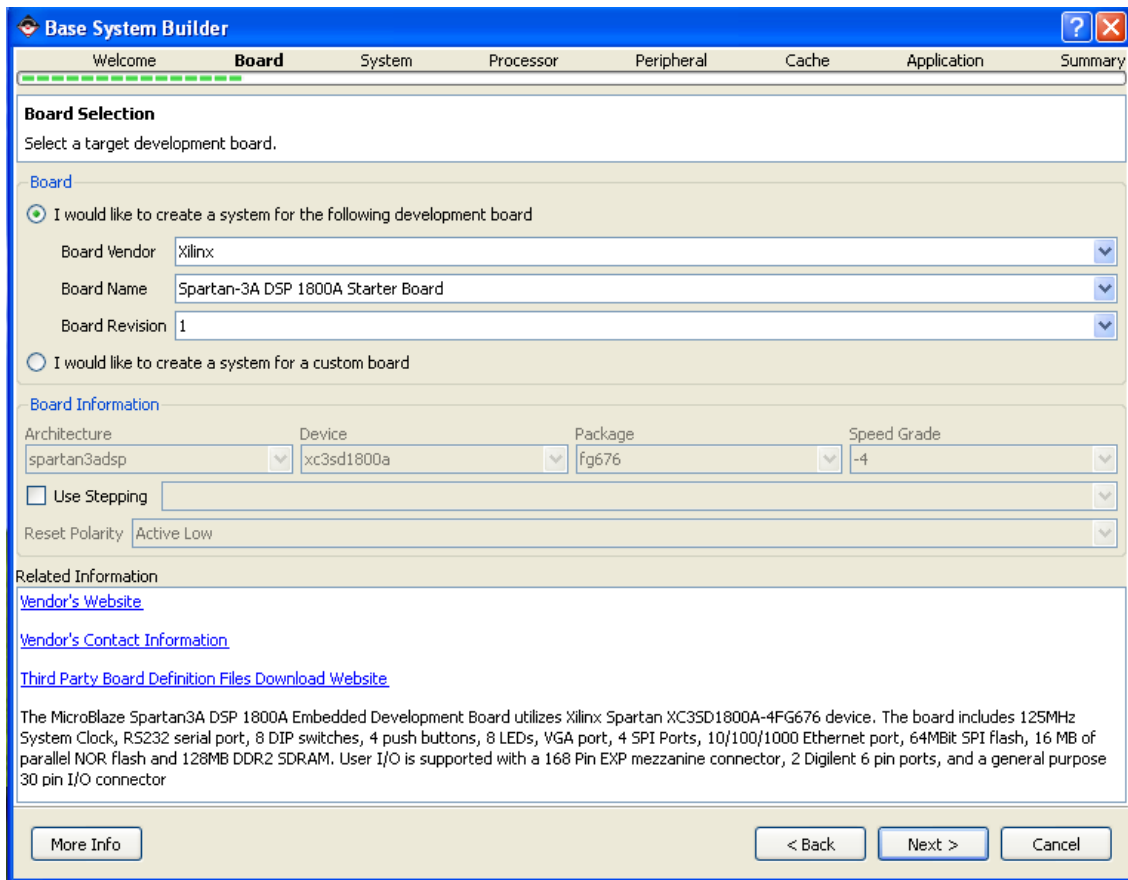 Base System Builder
Welcome Board System Processor Peripheral Cache Application Summary
Board Selection
Select a target development board.
Board
I would like to create a system for the following development board
Board Vendor Xilinx
Board Name Spartan-3A DSP 1800A Starter Board
Board Revision 1
I would like to create a system for a custom board
Board Information
Architecture Device Package Speed Grade
spartan3adsp xc3sd1800a fg676 -4
Use Stepping
Reset Polarity Active Low
Related Information
Vendor's Website
Vendor's Contact Information
Third Party Board Definition Files Download Website
The MicroBlaze Spartan3A DSP 1800A Embedded Development Board utilizes Xilinx Spartan XC3SD1800A-4FG676 device. The board includes 125MHz
System Clock, RS232 serial port, 8 DIP switches, 4 push buttons, 8 LEDs, VGA port, 4 SPI Ports, 10/100/1000 Ethernet port, 64MBit SPI flash, 16 MB of
parallel NOR flash and 128MB DDR2 SDRAM. User I/O is supported with a 168 Pin EXP mezzanine connector, 2 Digilent 6 pin ports, and a general purpose
30 pin I/O connector
More Info < Back Next > Cancel